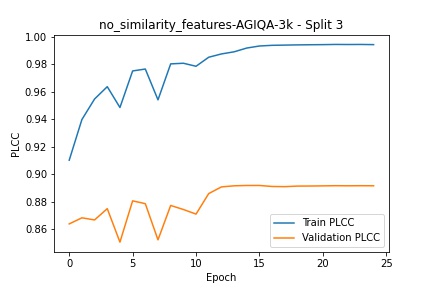 no_similarity_features-AGIQA-3k - Split 3
PLCC
1.00
0.98
0.96
0.94
0.92
0.90
0.88
0.86
0
5
10
15
20
25
Epoch
Train PLCC
Validation PLCC